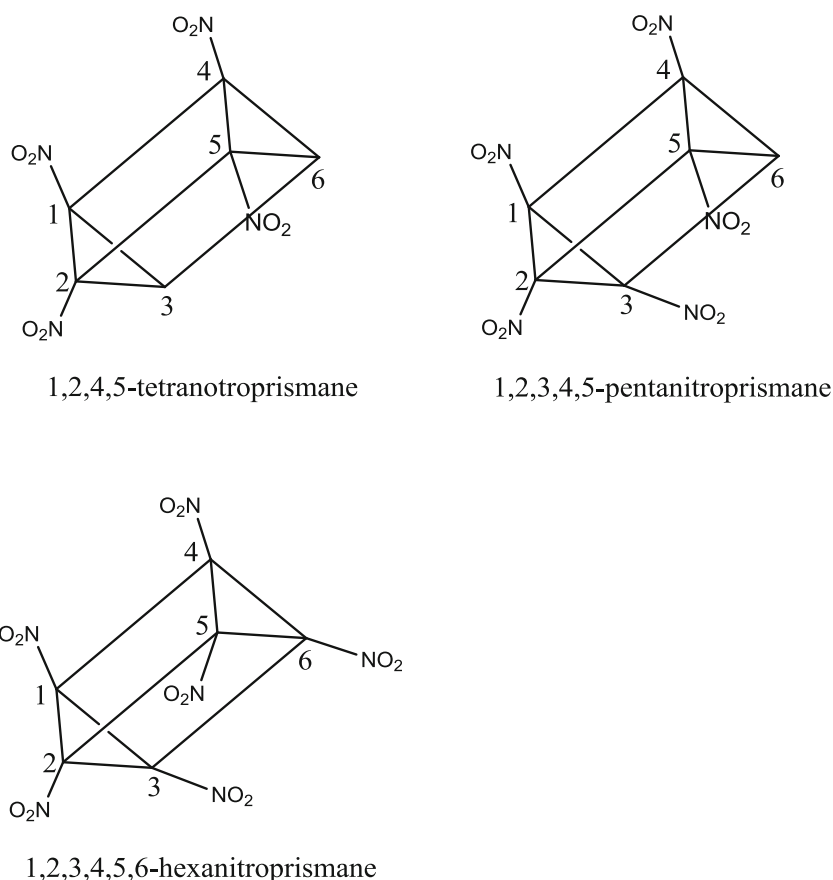 O₂N
O₂N
4
4
O₂N
5
O₂N
5
6
6
1
NO₂
1
NO₂
2
3
2
3
NO₂
O₂N
O₂N
1,2,4,5-tetranotroprismane
1,2,3,4,5-pentanitroprismane
O₂N
4
O₂N
5
6
NO₂
1
O₂N
2
3
NO₂
O₂N
1,2,3,4,5,6-hexanitroprismane